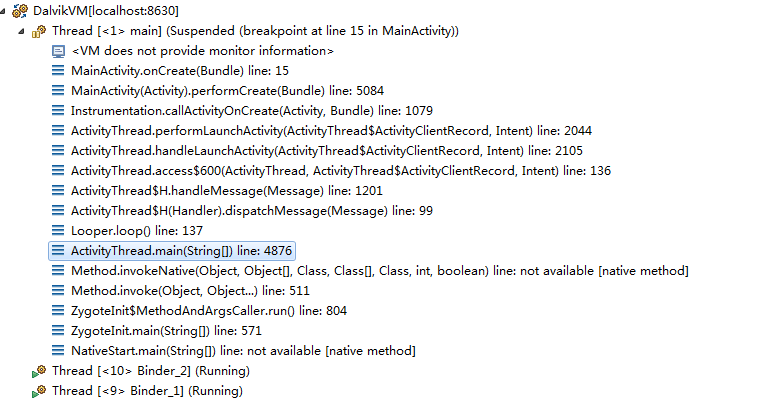 DalvikVM[localhost:8630]
Thread [<1> main] (Suspended (breakpoint at line 15 in MainActivity))
<VM does not provide monitor information>
MainActivity.onCreate(Bundle) line: 15
MainActivity(Activity).performCreate(Bundle) line: 5084
Instrumentation.callActivityOnCreate(Activity, Bundle) line: 1079
ActivityThread.performLaunchActivity(ActivityThread$ActivityClientRecord, Intent) line: 2044
ActivityThread.handleLaunchActivity(ActivityThread$ActivityClientRecord, Intent) line: 2105
ActivityThread.access$600(ActivityThread, ActivityThread$ActivityClientRecord, Intent) line: 136
ActivityThread$H.handleMessage(Message) line: 1201
ActivityThread$H(Handler).dispatchMessage(Message) line: 99
Looper.loop() line: 137
ActivityThread.main(String[]) line: 4876
Method.invokeNative(Object, Object[], Class, Class[], Class, int, boolean) line: not available [native method]
Method.invoke(Object, Object...) line: 511
ZygoteInit$MethodAndArgsCaller.run() line: 804
ZygoteInit.main(String[]) line: 571
NativeStart.main(String[]) line: not available [native method]
Thread [<10> Binder_2] (Running)
Thread [<9> Binder_1] (Running)